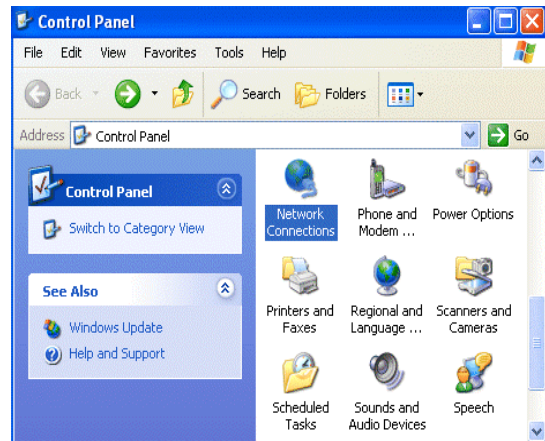 Control Panel
File Edit View Favorites Tools Help
Back Search Folders
Address Control Panel Go
Control Panel
Switch to Category View
See Also
Windows Update
Help and Support
Network Connections
Phone and Modem ...
Power Options
Printers and Faxes
Regional and Language ...
Scanners and Cameras
Scheduled Tasks
Sounds and Audio Devices
Speech